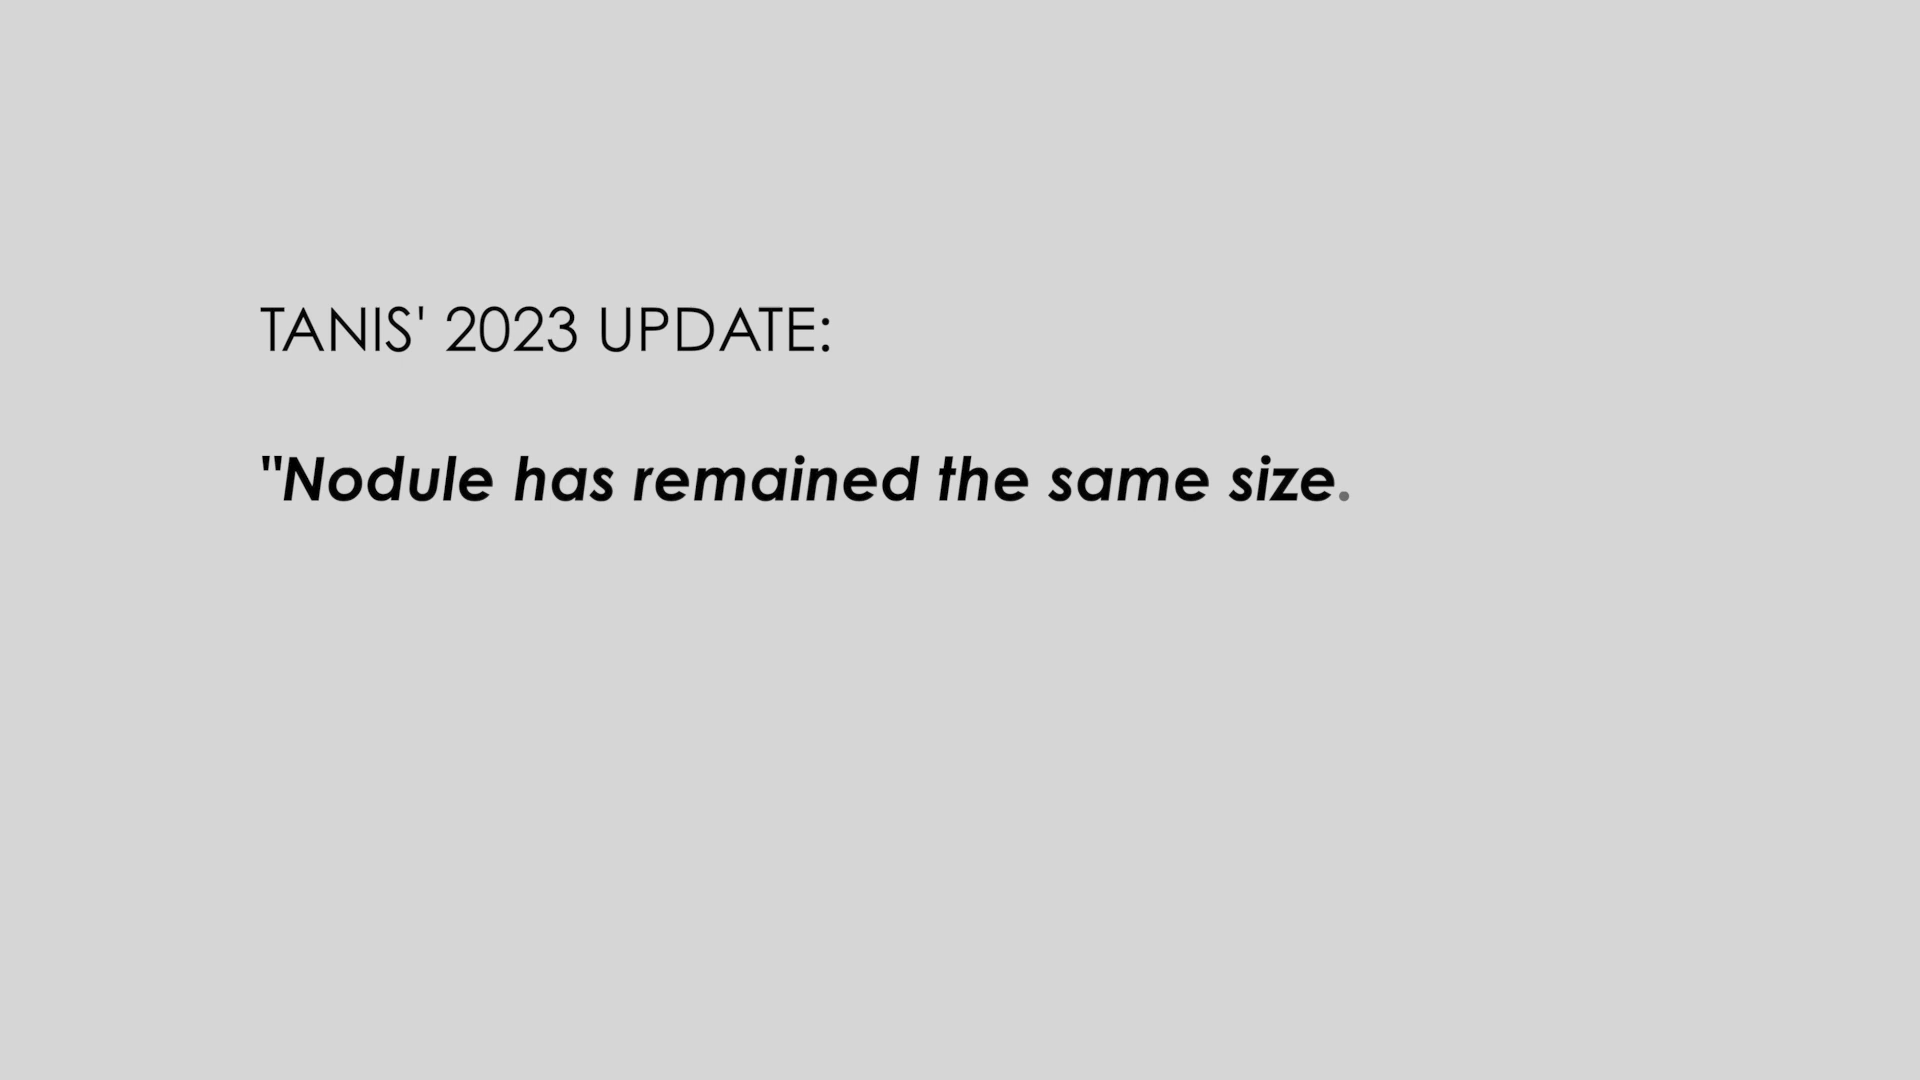 TANIS' 2023 UPDATE:
"Nodule has remained the same size.